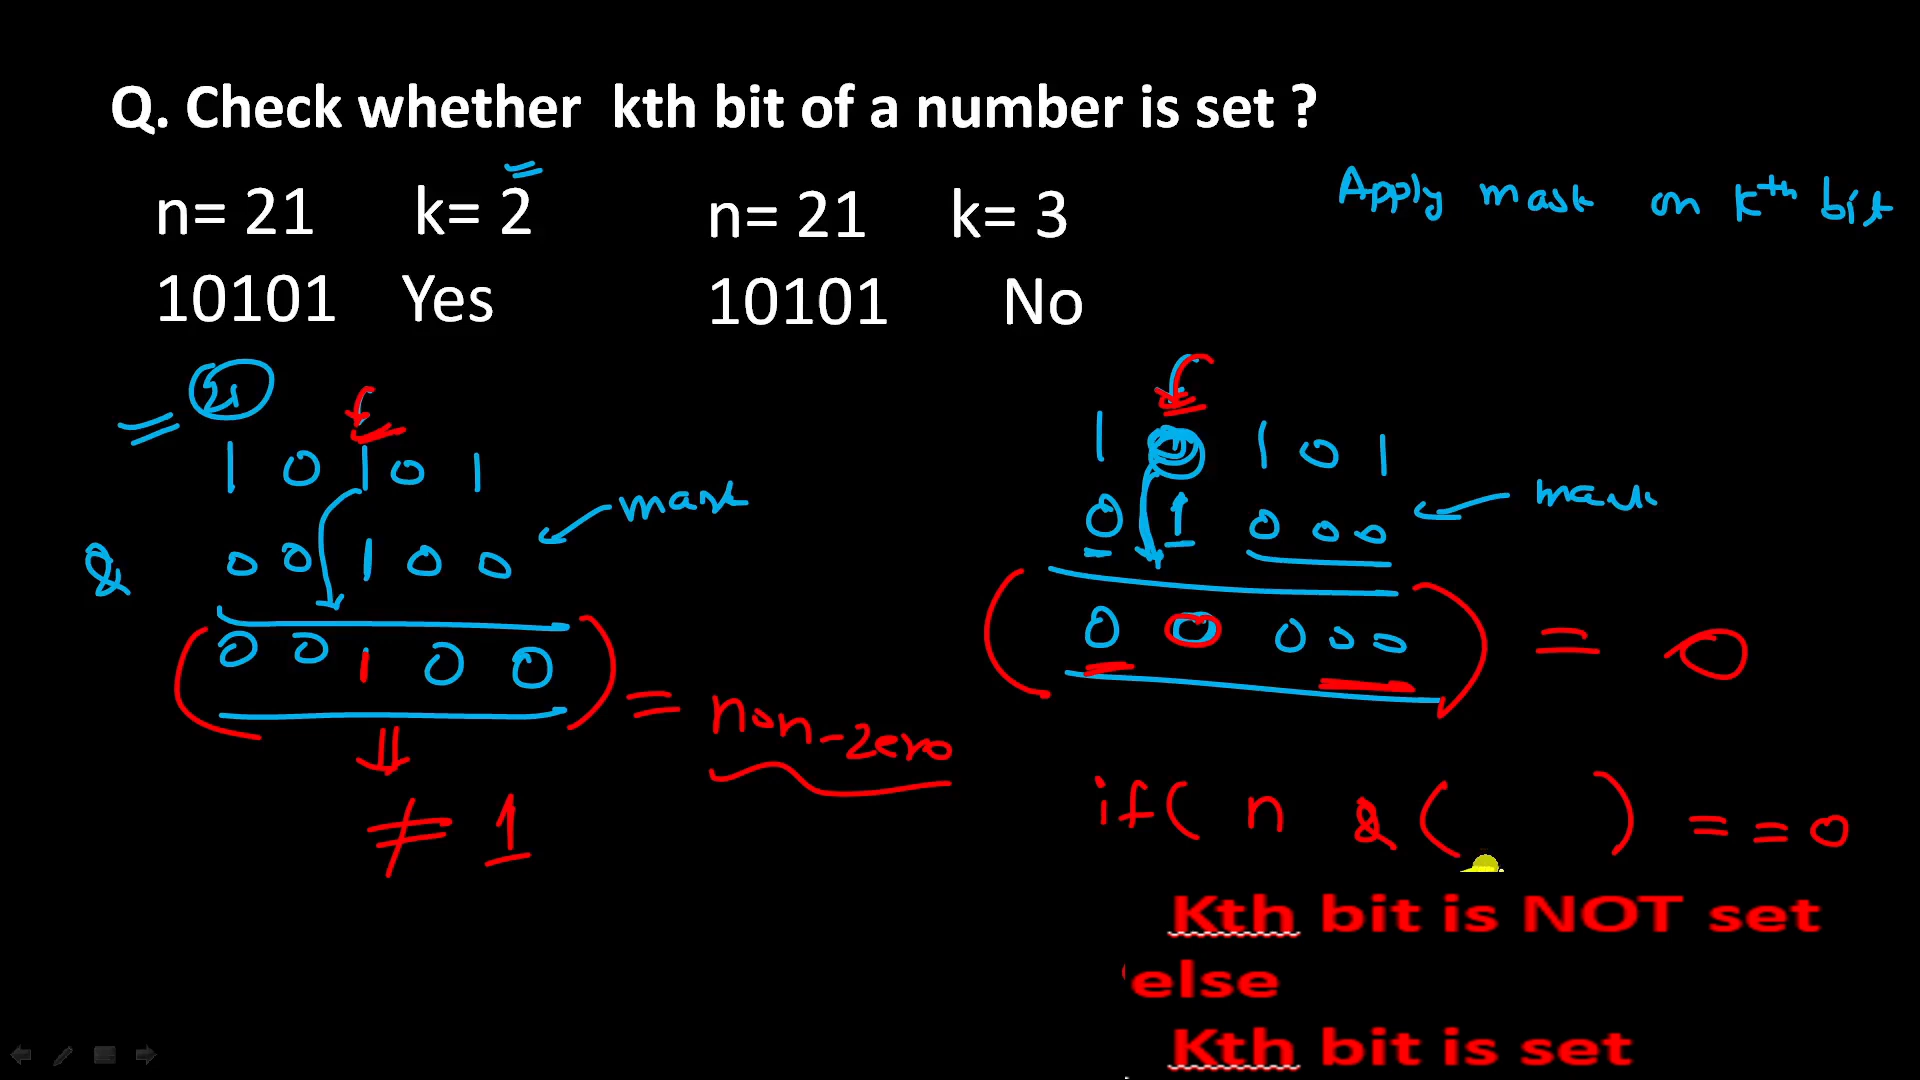 Q. Check whether kth bit of a number is set ?
n= 21 k= 2 n= 21 k= 3
Apply mask on kth bit
10101 Yes 10101 No
21
1 0 1 0 1
mask
& 0 0 1 0 0
0 0 1 0 0 = non-zero
≠ 1
1 0 1 0 1
0 1 0 0 0
mask
( 0 0 0 0 0 ) = 0
if( n & ( ) == 0
Kth bit is NOT set
else
Kth bit is set